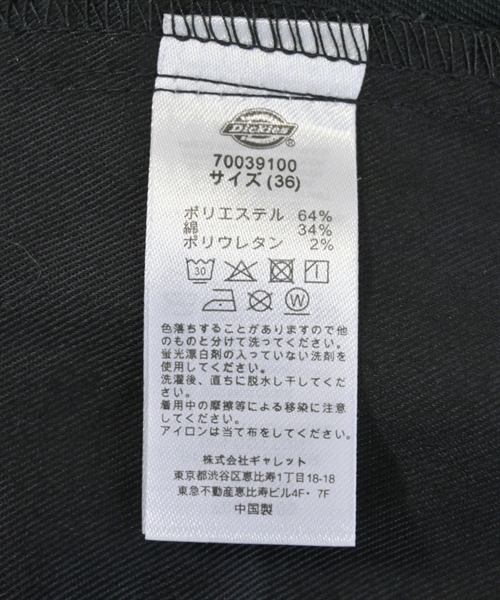 Dickies
®
70039100
サイズ(36)
ポリエステル 64%
綿 34%
ポリウレタン 2%
30
W
色落ちすることがありますので他
のものと分けて洗ってください。
蛍光漂白剤の入っていない洗剤を
使用してください。
洗濯後、直ちに脱水し干してくだ
さい。
着用中の摩擦等による移染に注意
してください。
アイロンは当て布をしてください。
株式会社ギャレット
東京都渋谷区恵比寿1丁目18-18
東急不動産恵比寿ビル4F・7F
中国製